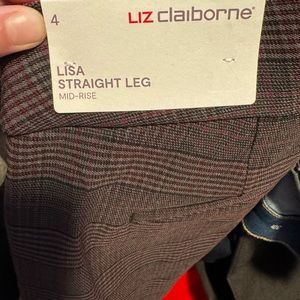 4
LIZ claiborne®
LISA
STRAIGHT LEG
MID-RISE